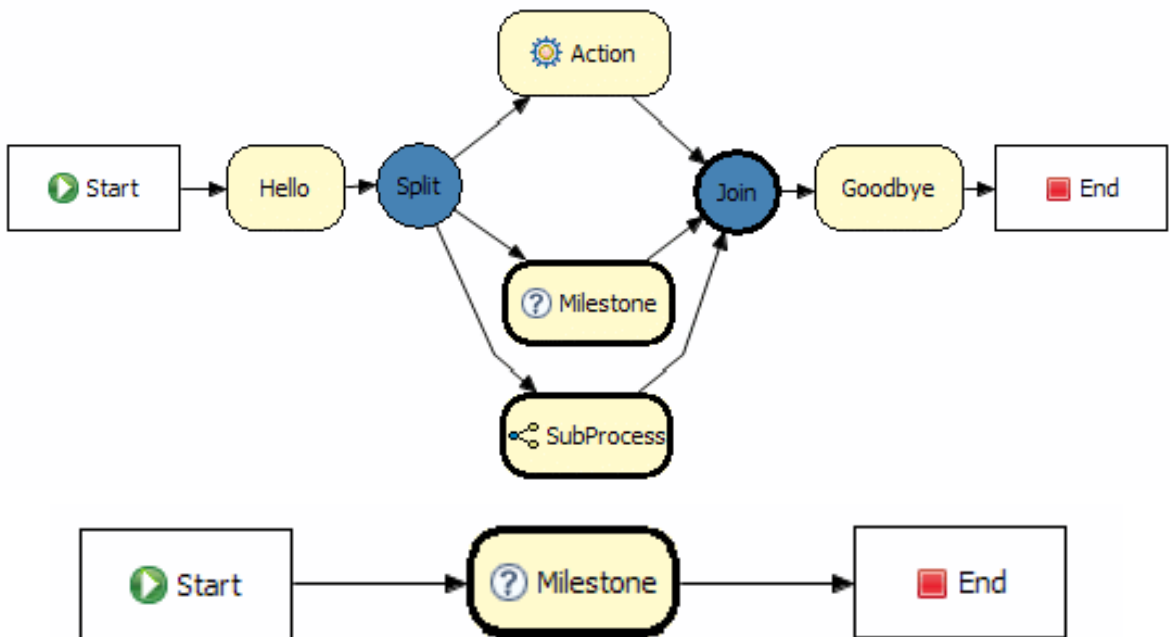 Action
Start
Hello
Split
Join
Goodbye
End
Milestone
SubProcess
Start
Milestone
End